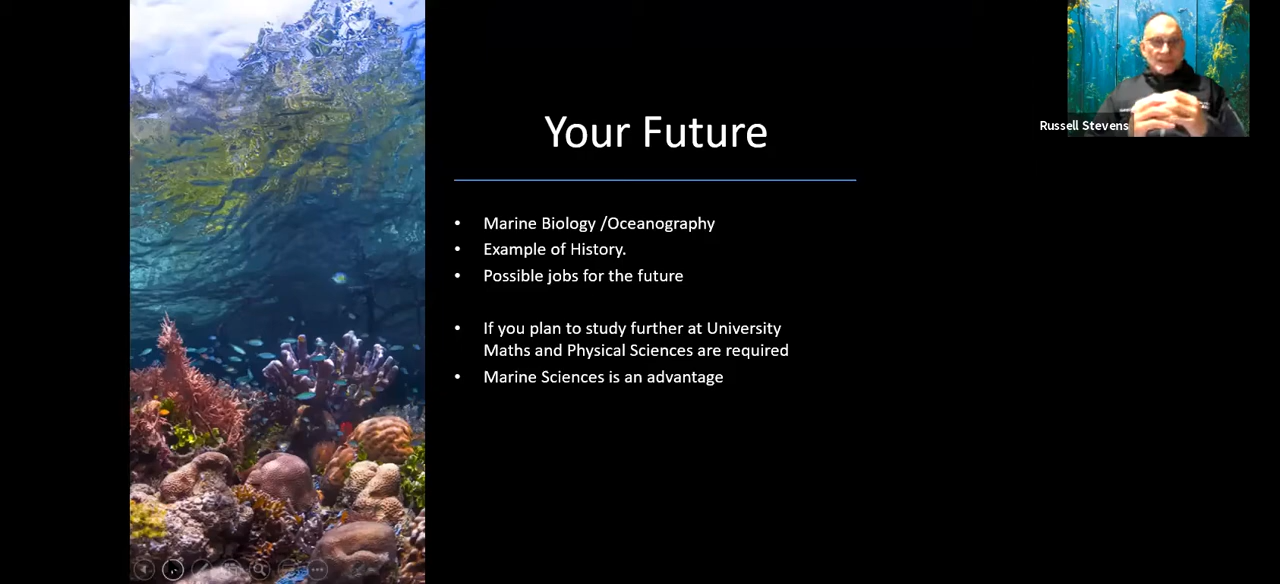 Your Future
Russell Stevens
• Marine Biology /Oceanography
• Example of History.
• Possible jobs for the future
• If you plan to study further at University
Maths and Physical Sciences are required
• Marine Sciences is an advantage